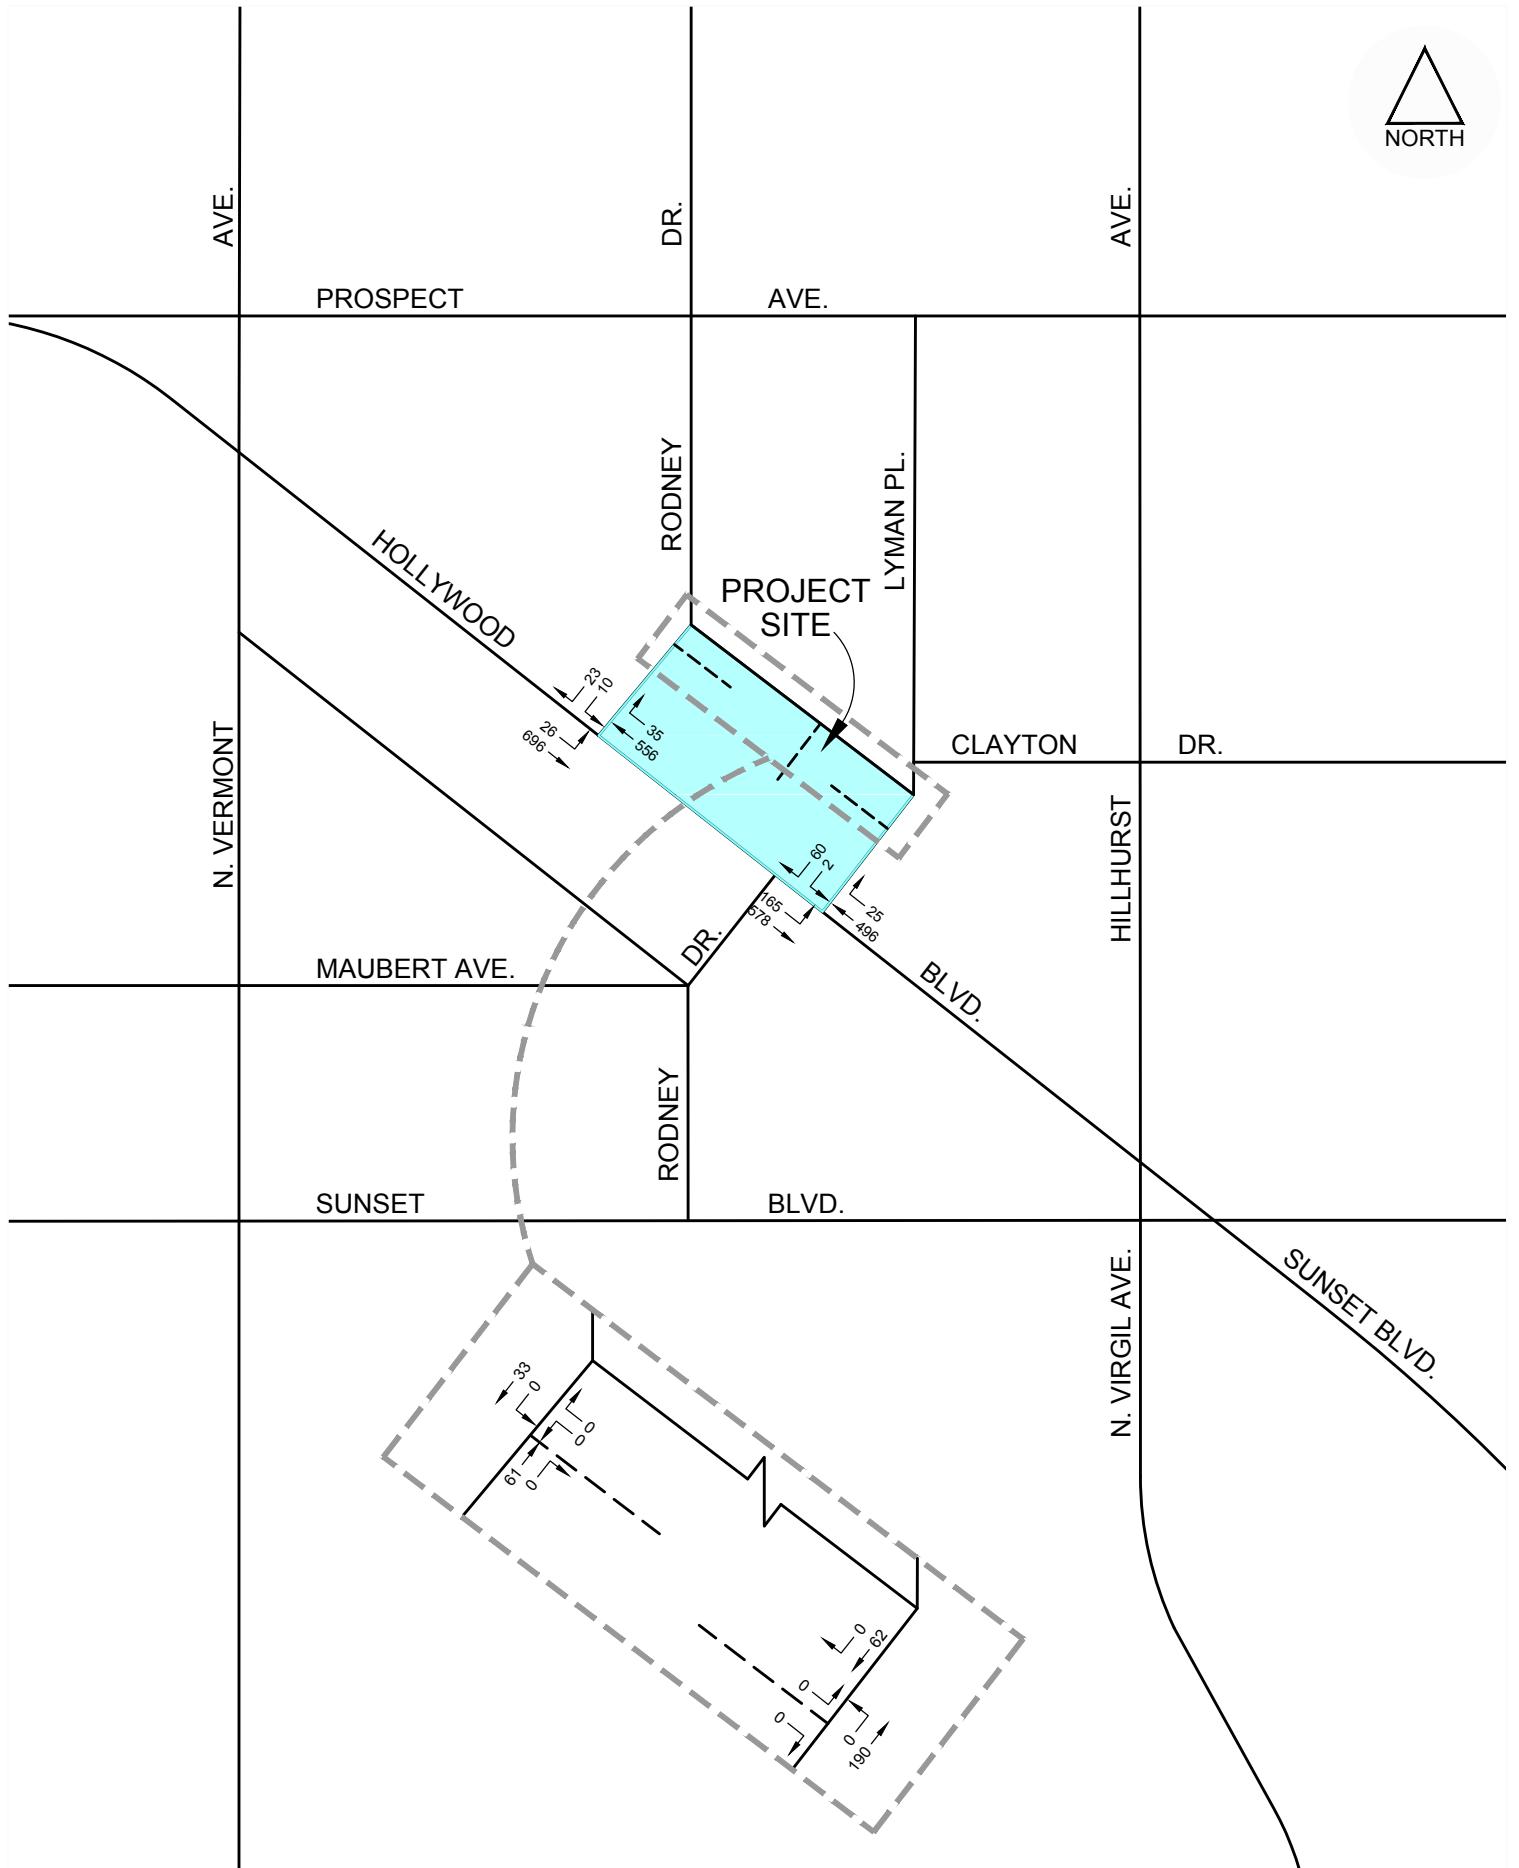 NORTH
AVE.
DR.
AVE.
PROSPECT
AVE.
RODNEY
LYMAN PL.
HOLLYWOOD
PROJECT
SITE
23
10
26
696
35
556
N. VERMONT
CLAYTON
DR.
HILLHURST
60
2
165
578
25
496
DR.
MAUBERT AVE.
BLVD.
RODNEY
SUNSET
BLVD.
N. VIRGIL AVE.
SUNSET BLVD.
33
0
0
0
61
0
0
62
0
0
0
190